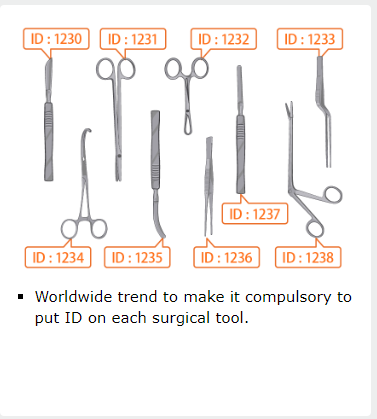 ID : 1230
ID : 1231
ID : 1232
ID : 1233
ID : 1237
ID : 1234
ID : 1235
ID : 1236
ID : 1238
Worldwide trend to make it compulsory to
put ID on each surgical tool.